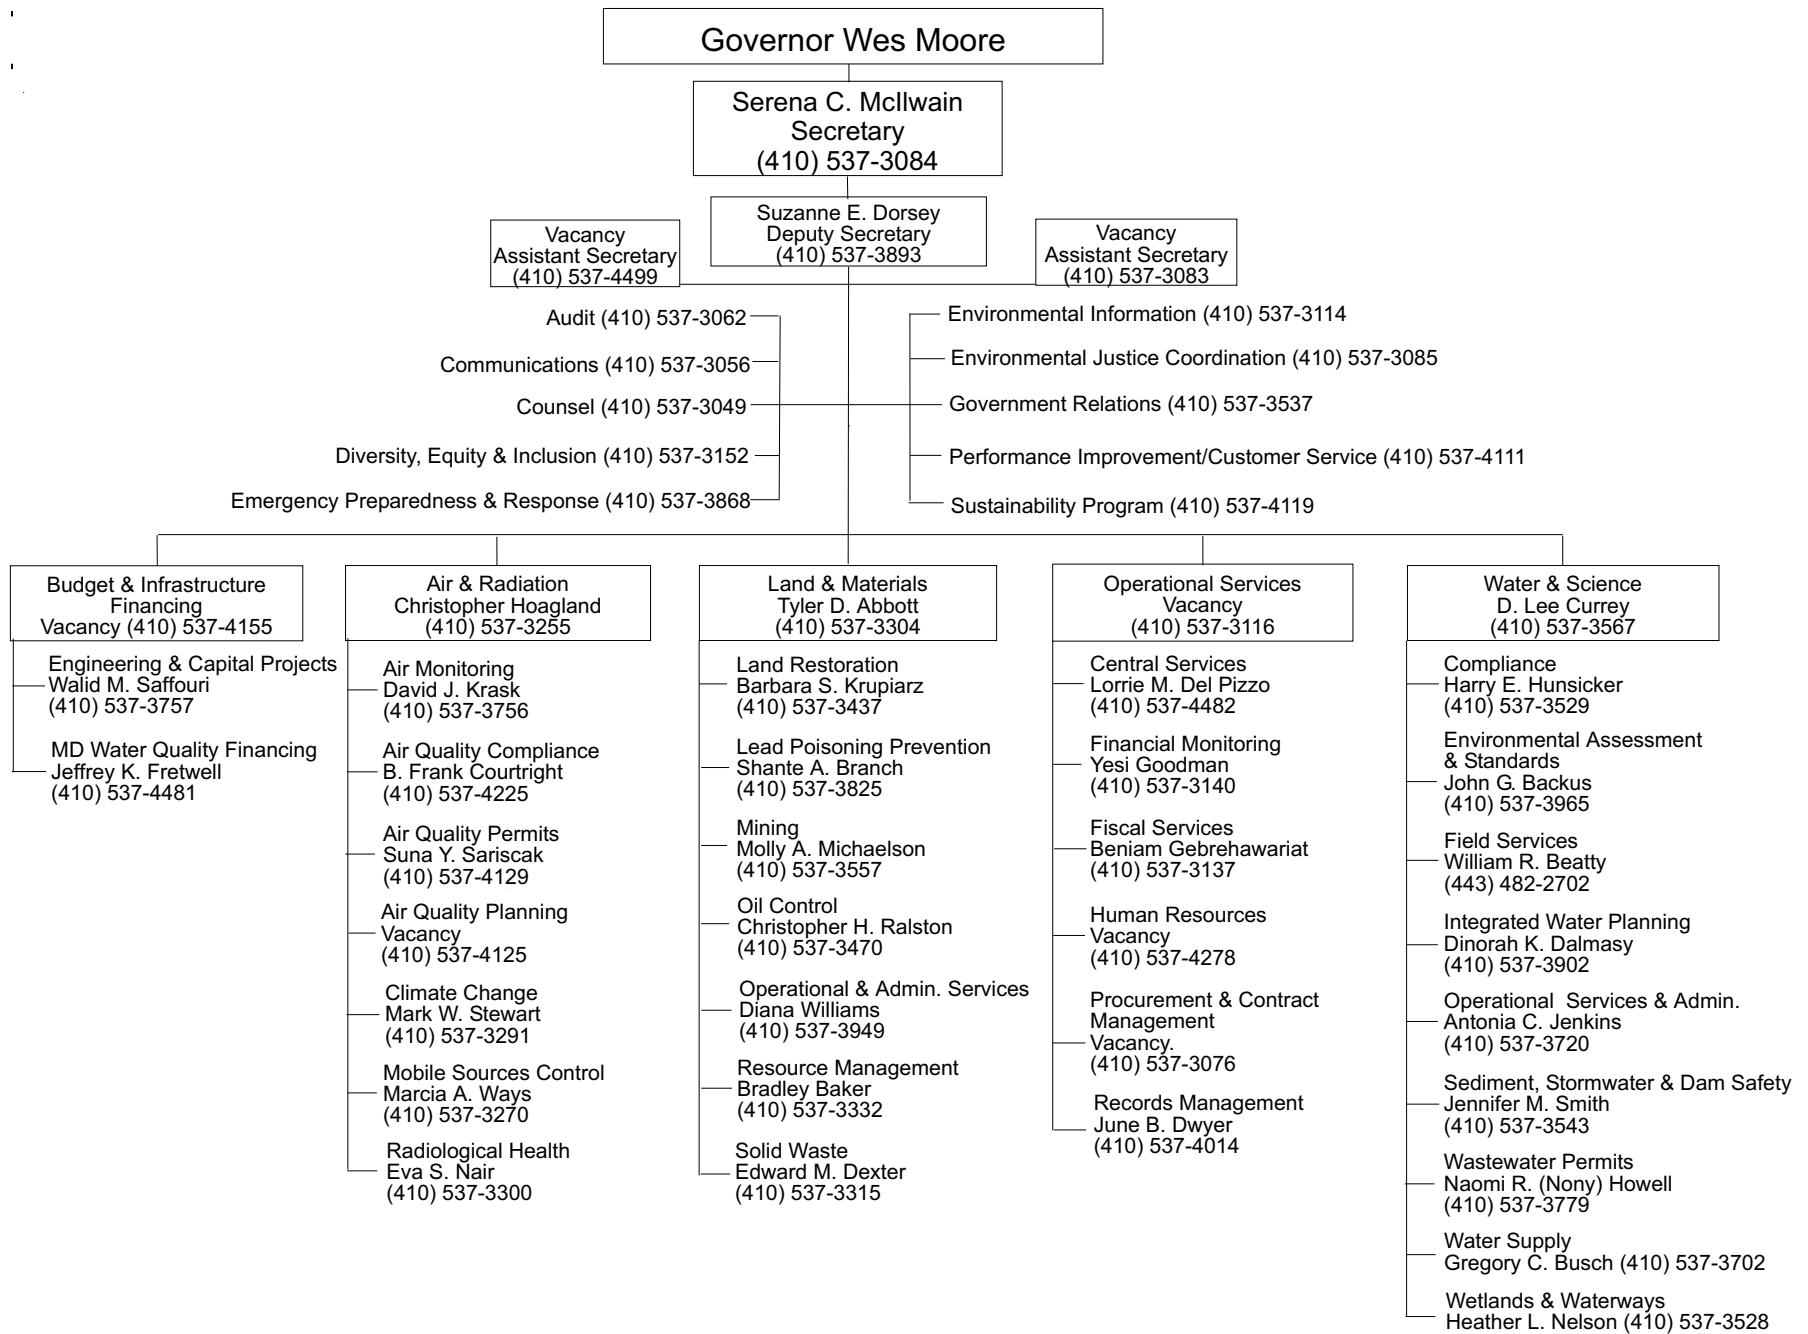 Governor Wes Moore
Serena C. McIlwain
Secretary
(410) 537-3084
Suzanne E. Dorsey
Deputy Secretary
(410) 537-3893
Vacancy
Assistant Secretary
(410) 537-4499
Vacancy
Assistant Secretary
(410) 537-3083
Audit (410) 537-3062
Communications (410) 537-3056
Counsel (410) 537-3049
Diversity, Equity & Inclusion (410) 537-3152
Emergency Preparedness & Response (410) 537-3868
Environmental Information (410) 537-3114
Environmental Justice Coordination (410) 537-3085
Government Relations (410) 537-3537
Performance Improvement/Customer Service (410) 537-4111
Sustainability Program (410) 537-4119
Budget & Infrastructure
Financing
Vacancy (410) 537-4155
Engineering & Capital Projects
Walid M. Saffouri
(410) 537-3757
MD Water Quality Financing
Jeffrey K. Fretwell
(410) 537-4481
Air & Radiation
Christopher Hoagland
(410) 537-3255
Air Monitoring
David J. Krask
(410) 537-3756
Air Quality Compliance
B. Frank Courtright
(410) 537-4225
Air Quality Permits
Suna Y. Sariscak
(410) 537-4129
Air Quality Planning
Vacancy
(410) 537-4125
Climate Change
Mark W. Stewart
(410) 537-3291
Mobile Sources Control
Marcia A. Ways
(410) 537-3270
Radiological Health
Eva S. Nair
(410) 537-3300
Land & Materials
Tyler D. Abbott
(410) 537-3304
Land Restoration
Barbara S. Krupiarz
(410) 537-3437
Lead Poisoning Prevention
Shante A. Branch
(410) 537-3825
Mining
Molly A. Michaelson
(410) 537-3557
Oil Control
Christopher H. Ralston
(410) 537-3470
Operational & Admin. Services
Diana Williams
(410) 537-3949
Resource Management
Bradley Baker
(410) 537-3332
Solid Waste
Edward M. Dexter
(410) 537-3315
Operational Services
Vacancy
(410) 537-3116
Central Services
Lorrie M. Del Pizzo
(410) 537-4482
Financial Monitoring
Yesi Goodman
(410) 537-3140
Fiscal Services
Beniam Gebrehawariat
(410) 537-3137
Human Resources
Vacancy
(410) 537-4278
Procurement & Contract
Management
Vacancy.
(410) 537-3076
Records Management
June B. Dwyer
(410) 537-4014
Water & Science
D. Lee Currey
(410) 537-3567
Compliance
Harry E. Hunsicker
(410) 537-3529
Environmental Assessment
& Standards
John G. Backus
(410) 537-3965
Field Services
William R. Beatty
(443) 482-2702
Integrated Water Planning
Dinorah K. Dalmasy
(410) 537-3902
Operational Services & Admin.
Antonia C. Jenkins
(410) 537-3720
Sediment, Stormwater & Dam Safety
Jennifer M. Smith
(410) 537-3543
Wastewater Permits
Naomi R. (Nony) Howell
(410) 537-3779
Water Supply
Gregory C. Busch (410) 537-3702
Wetlands & Waterways
Heather L. Nelson (410) 537-3528